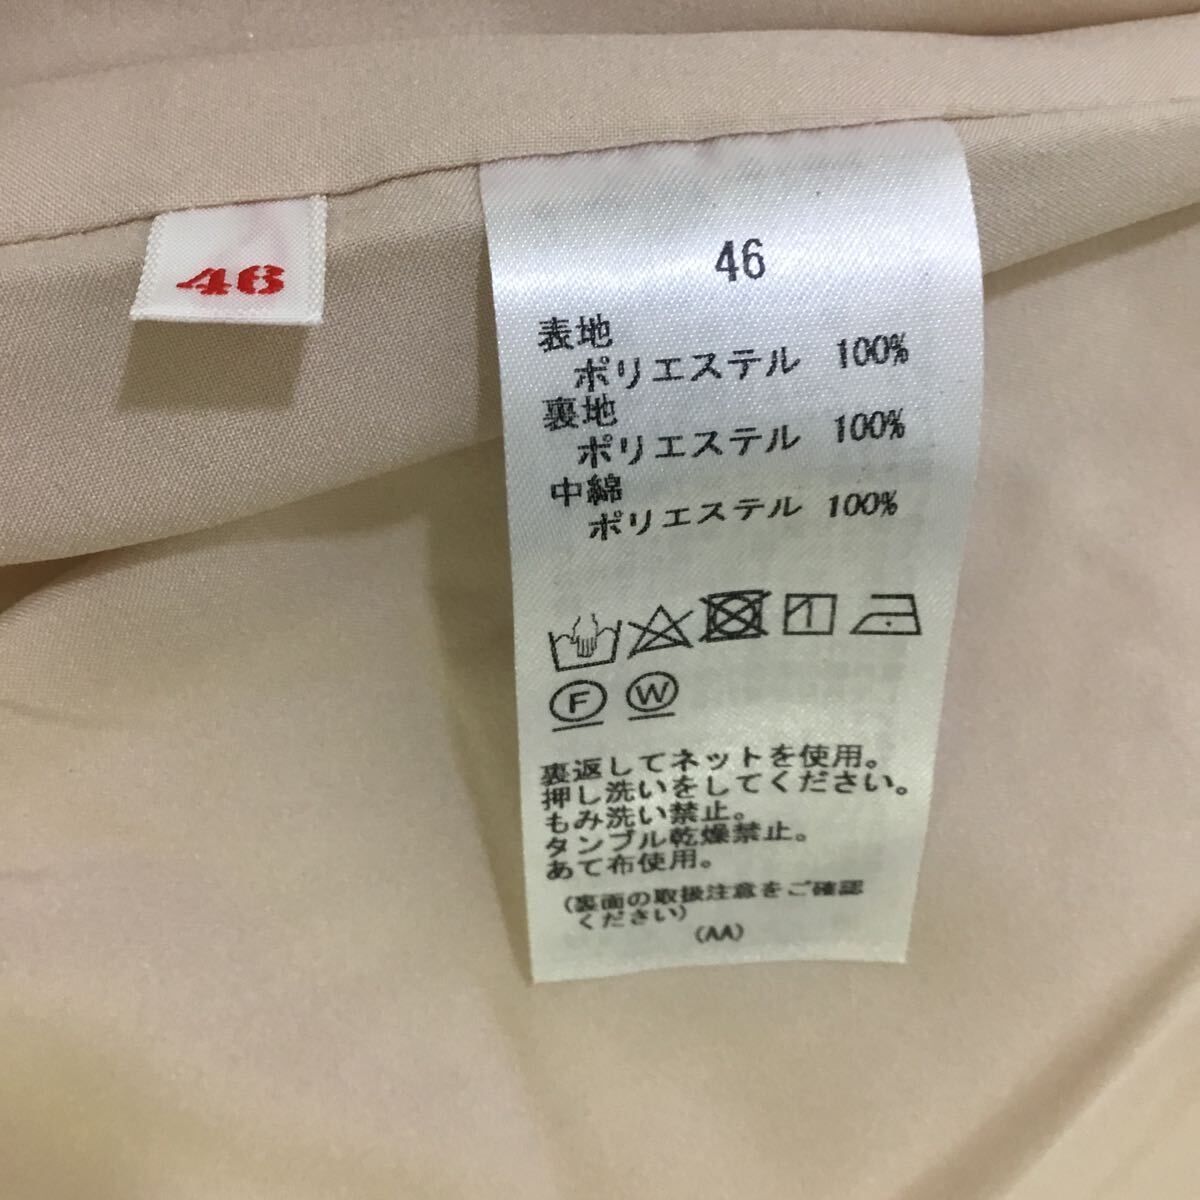 46
46
表地
ポリエステル 100%
裏地
ポリエステル 100%
中綿
ポリエステル 100%
F W
裏返してネットを使用。
押し洗いをしてください。
もみ洗い禁止。
タンブル乾燥禁止。
あて布使用。
(裏面の取扱注意をご確認
ください)
(AA)